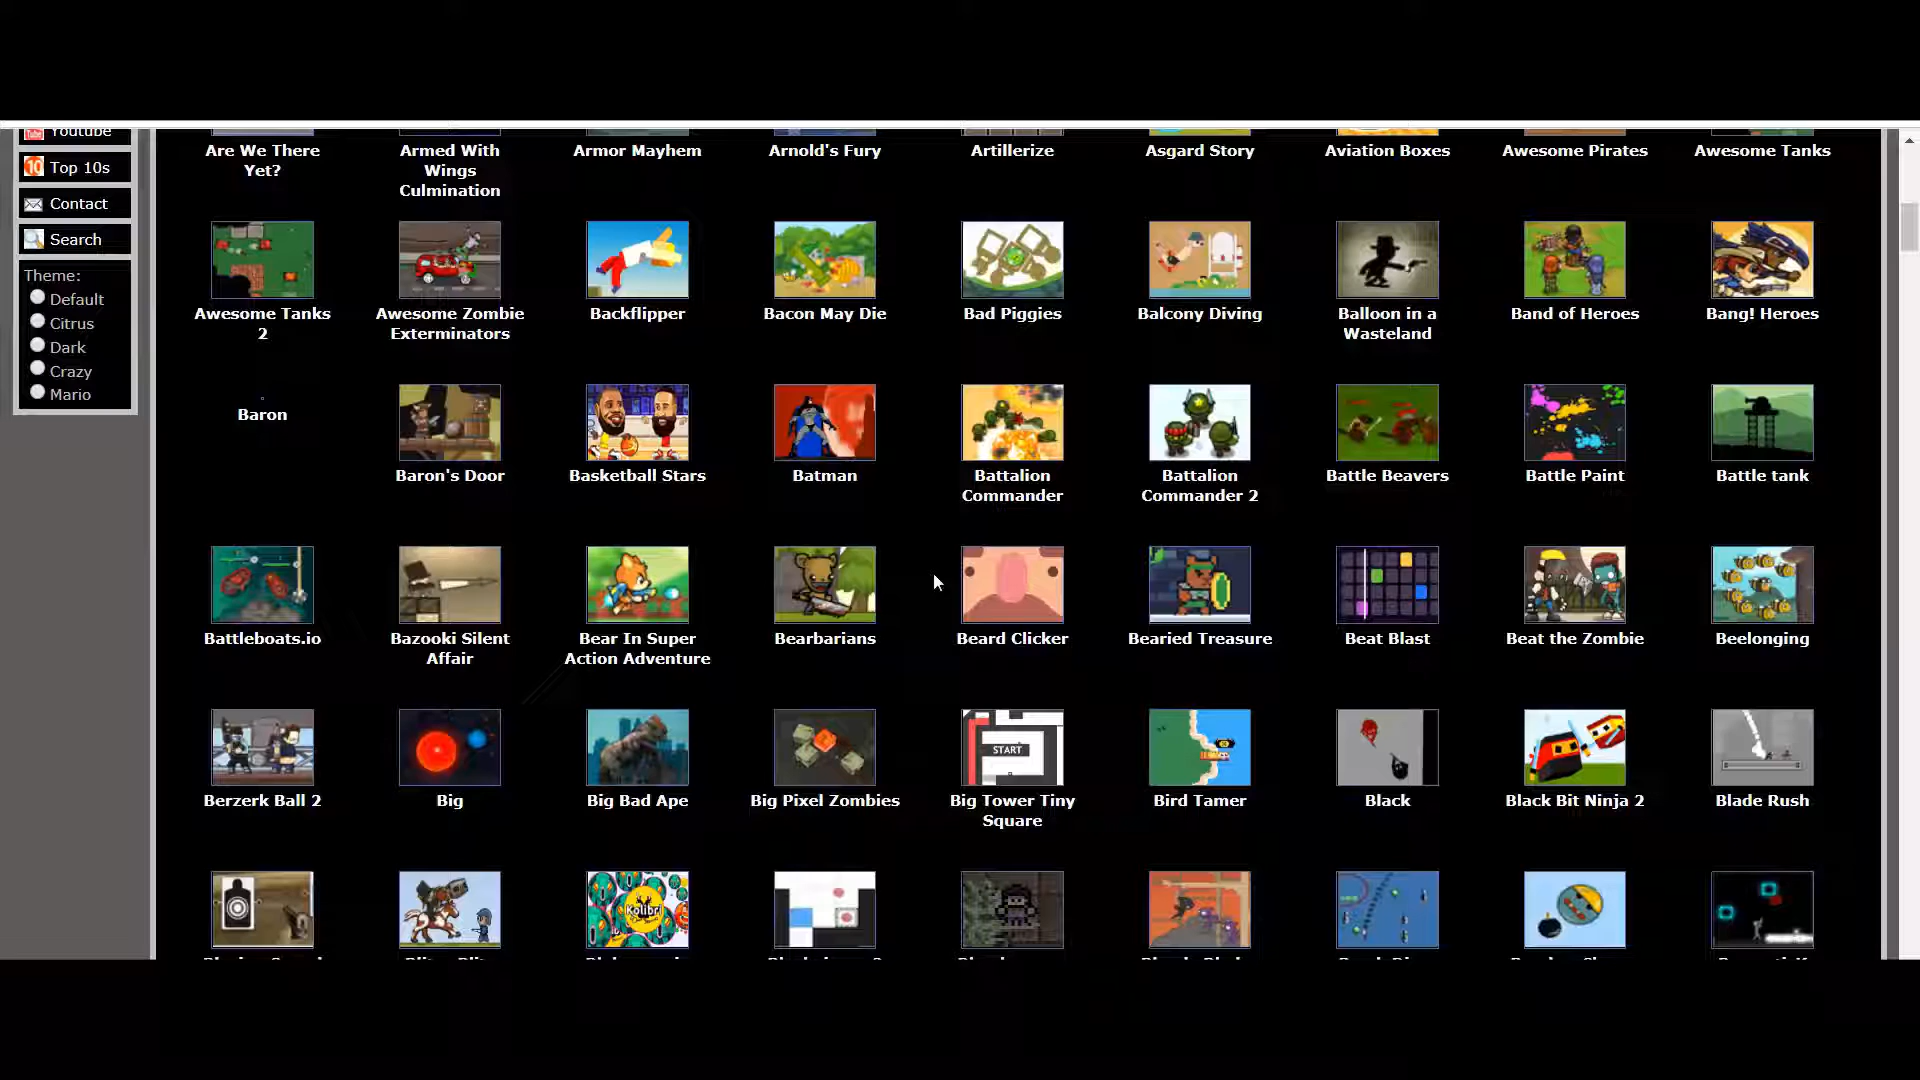 Youtube
Top 10s
Contact
Search
Theme:
Default
Citrus
Dark
Crazy
Mario
Are We There
Yet?
Armed With
Wings
Culmination
Armor Mayhem
Arnold's Fury
Artillerize
Asgard Story
Aviation Boxes
Awesome Pirates
Awesome Tanks
Awesome Tanks
2
Awesome Zombie
Exterminators
Backflipper
Bacon May Die
Bad Piggies
Balcony Diving
Balloon in a
Wasteland
Band of Heroes
Bang! Heroes
Baron
Baron's Door
Basketball Stars
Batman
Battalion
Commander
Battalion
Commander 2
Battle Beavers
Battle Paint
Battle tank
Battleboats.io
Bazooki Silent
Affair
Bear In Super
Action Adventure
Bearbarians
Beard Clicker
Bearied Treasure
Beat Blast
Beat the Zombie
Beelonging
START
Berzerk Ball 2
Big
Big Bad Ape
Big Pixel Zombies
Big Tower Tiny
Square
Bird Tamer
Black
Black Bit Ninja 2
Blade Rush
Kolibri